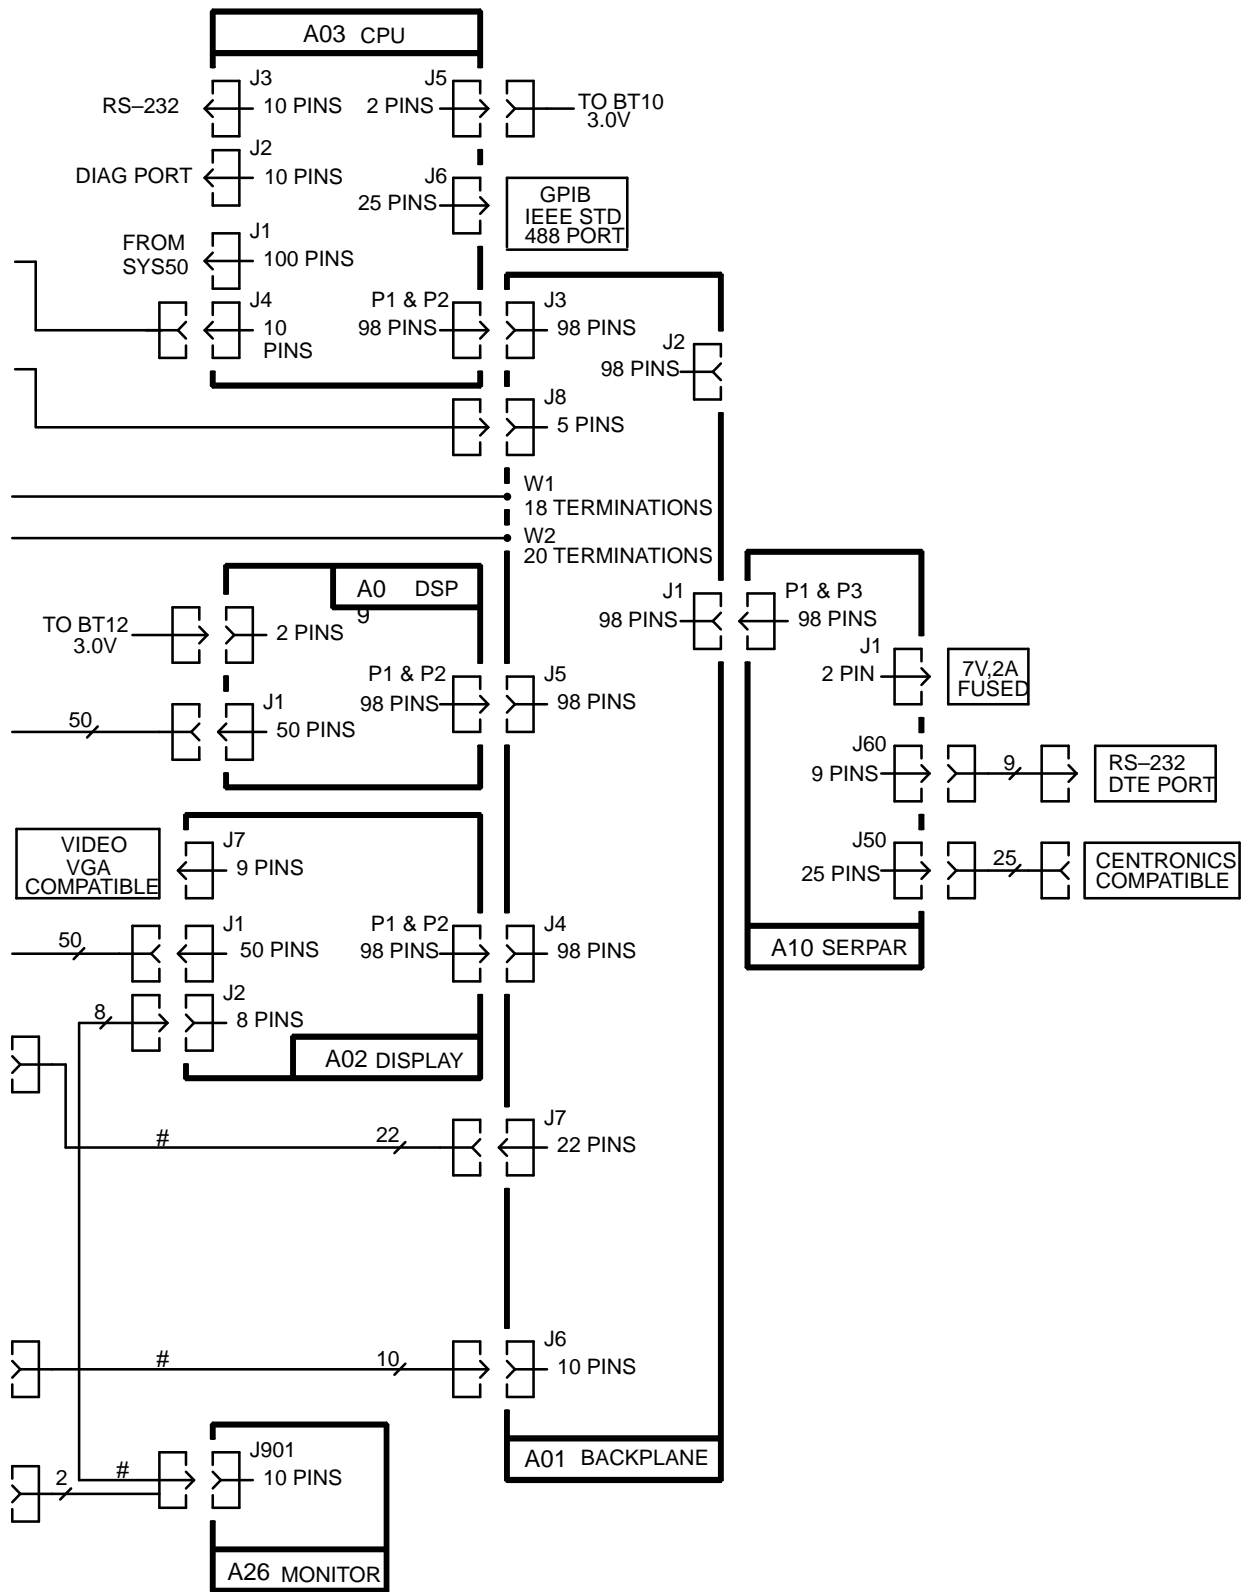 A03 CPU
J3
RS–232
10 PINS
J5
2 PINS
TO BT10
3.0V
J2
DIAG PORT
10 PINS
J6
25 PINS
GPIB
IEEE STD
488 PORT
J1
FROM
SYS50
100 PINS
J4
10
PINS
P1 & P2
98 PINS
J3
98 PINS
J2
98 PINS
J8
5 PINS
W1
18 TERMINATIONS
W2
20 TERMINATIONS
A0 DSP
9
TO BT12
3.0V
2 PINS
J1
98 PINS
P1 & P3
98 PINS
J1
2 PIN
7V,2A
FUSED
P1 & P2
98 PINS
J5
98 PINS
50
J1
50 PINS
J60
9 PINS
9
RS–232
DTE PORT
VIDEO
VGA
COMPATIBLE
J7
9 PINS
J50
25 PINS
25
CENTRONICS
COMPATIBLE
50
J1
50 PINS
P1 & P2
98 PINS
J4
98 PINS
A10 SERPAR
8
J2
8 PINS
A02 DISPLAY
#
22
J7
22 PINS
#
10
J6
10 PINS
A01 BACKPLANE
2
#
J901
10 PINS
A26 MONITOR